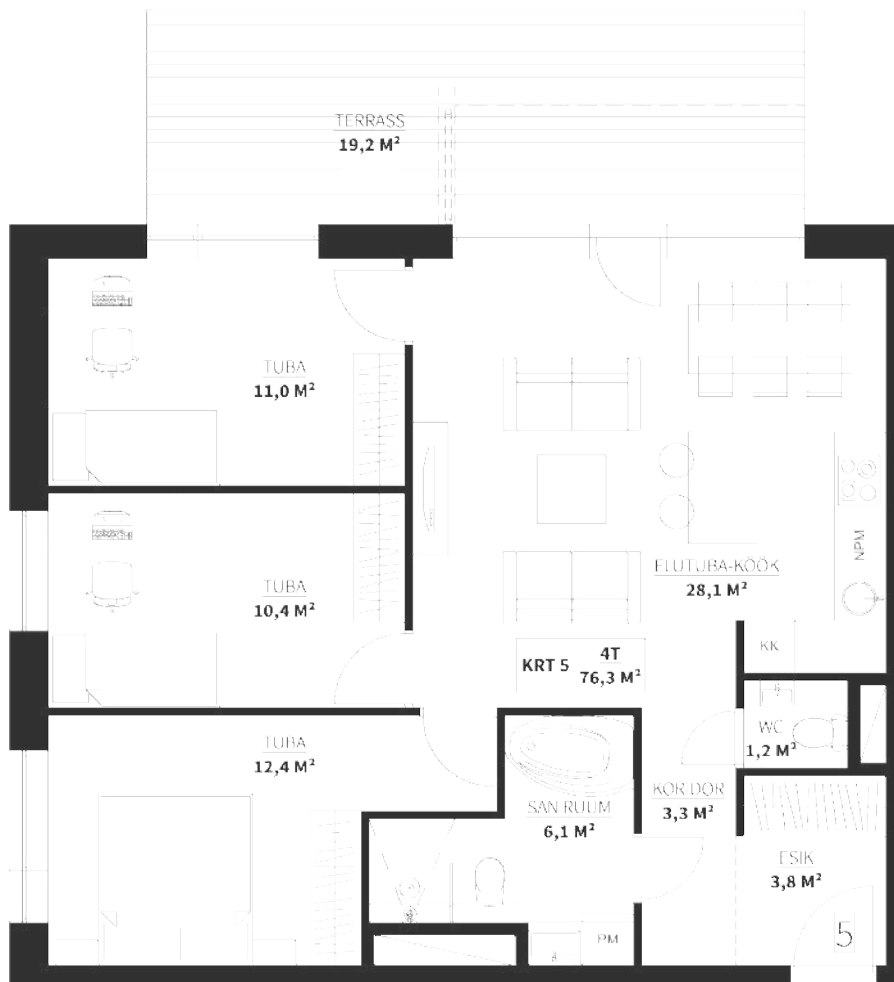 TERRASS
19,2 M²
TUBA
11,0 M²
TUBA
10,4 M²
ELUTUBA-KÖÖK
28,1 M²
NPM
KK
KRT 5
4T
76,3 M²
TUBA
12,4 M²
WC
1,2 M²
SAN RUUM
6,1 M²
KORIDOR
3,3 M²
ESIK
3,8 M²
PM
5